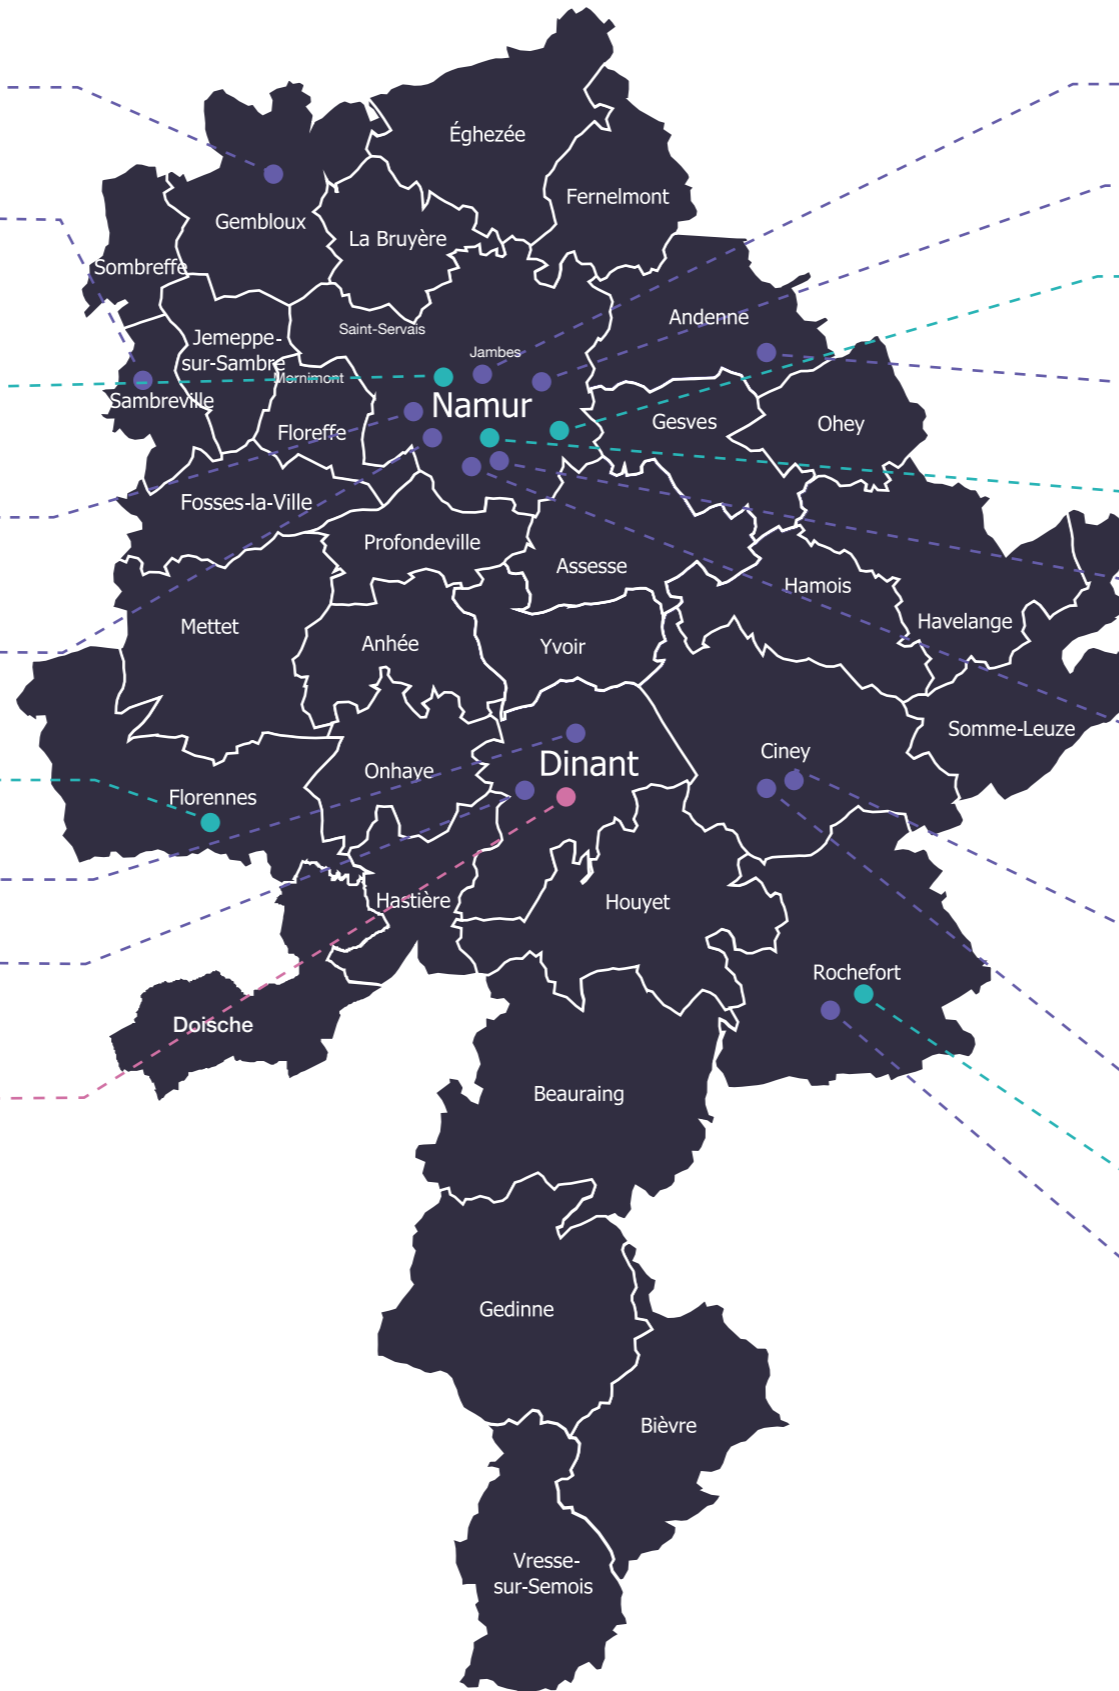 Éghezée
Fernelmont
Gembloux
La Bruyère
Sombreffe
Andenne
Saint-Servais
Jemeppe-
sur-Sambre
Jambes
Mornimont
Sambreville
Namur
Gesves
Ohey
Floreffe
Fosses-la-Ville
Profondeville
Assesse
Hamois
Havelange
Mettet
Anhée
Yvoir
Somme-Leuze
Ciney
Dinant
Onhaye
Florennes
Hastière
Houyet
Rochefort
Doische
Beauraing
Gedinne
Bièvre
Vresse-
sur-Semois